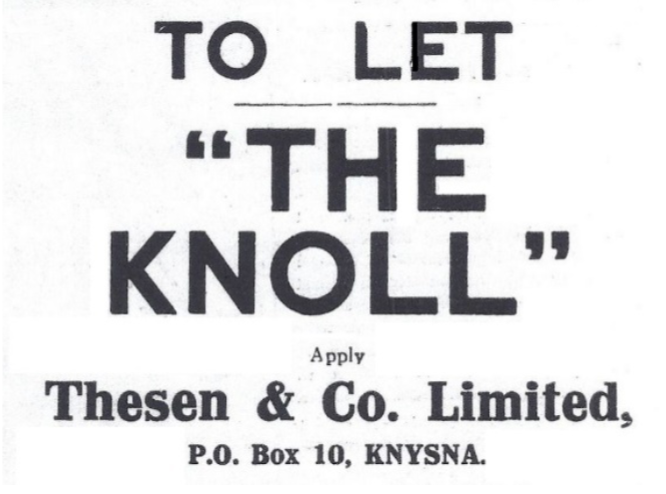 TO LET
"THE
KNOLL"
Apply
Thesen & Co. Limited,
P.O. Box 10, KNYSNA.